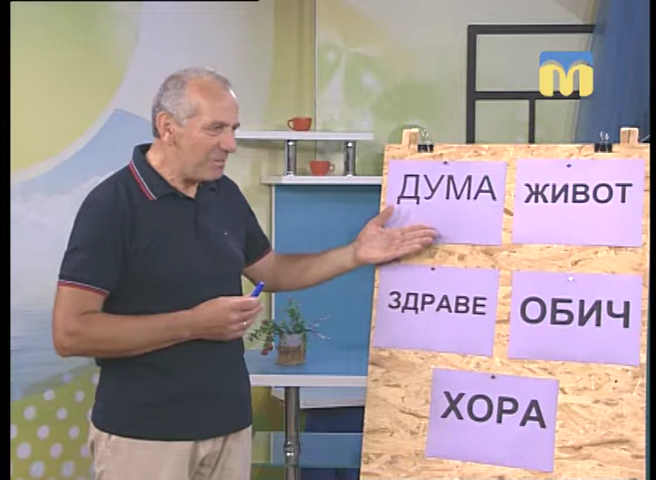 М
ДУМА
ЖИВОТ
ЗДРАВЕ
ОБИЧ
ХОРА